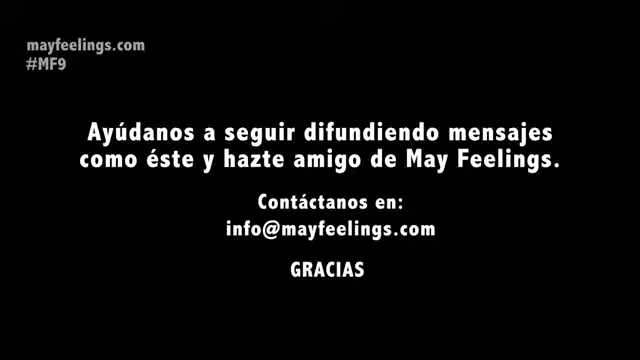 mayfeelings.com
#MF9
Ayúdanos a seguir difundiendo mensajes
como éste y hazte amigo de May Feelings.
Contáctanos en:
info@mayfeelings.com
GRACIAS